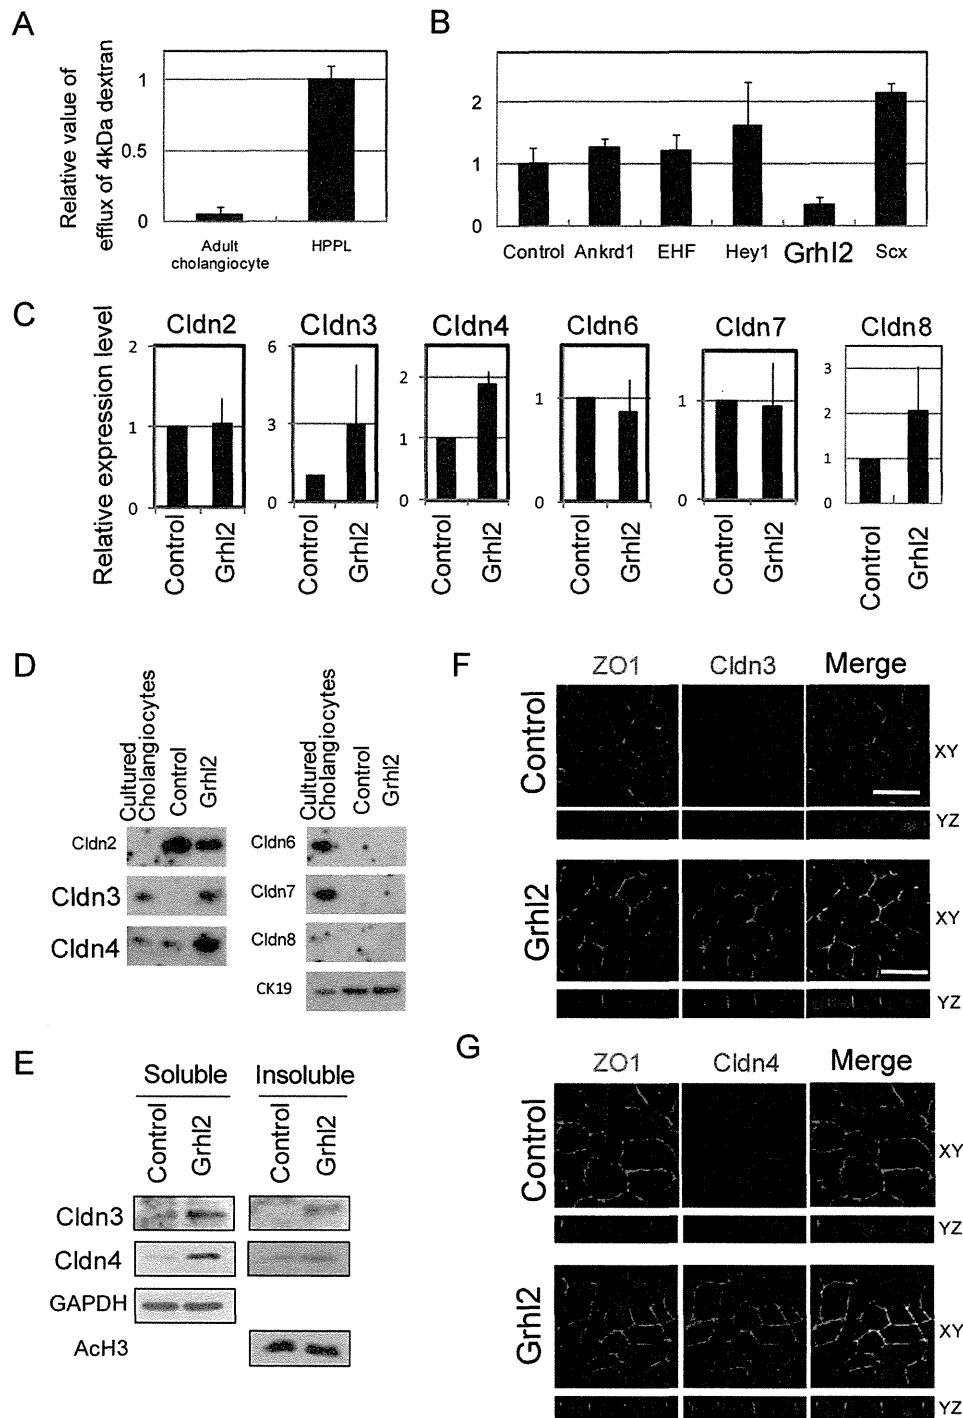 A
Relative value of
efflux of 4kDa dextran
1
0.5
0
Adult
cholangiocyte
HPPL
B
2
1
0
Control Ankrd1 EHF Hey1 Grhl2 Scx
C
Relative expression level
Cldn2
2
1
0
Control
Grhl2
Cldn3
6
3
0
Control
Grhl2
Cldn4
2
1
0
Control
Grhl2
Cldn6
1
0
Control
Grhl2
Cldn7
1
0
Control
Grhl2
Cldn8
3
2
1
0
Control
Grhl2
D
Cultured
Cholangiocytes
Control
Grhl2
Cldn2
Cldn3
Cldn4
Cultured
Cholangiocytes
Control
Grhl2
Cldn6
Cldn7
Cldn8
CK19
E
Soluble
Insoluble
Control
Grhl2
Control
Grhl2
Cldn3
Cldn4
GAPDH
AcH3
F
ZO1
Cldn3
Merge
Control
XY
YZ
Grhl2
XY
YZ
G
ZO1
Cldn4
Merge
Control
XY
YZ
Grhl2
XY
YZ